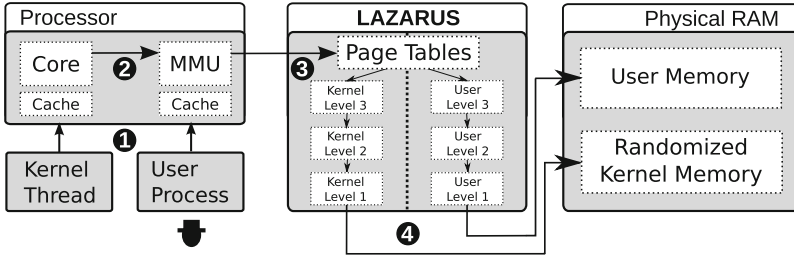 Processor
Core
MMU
Cache
Cache
2
1
Kernel
Thread
User
Process
LAZARUS
3
Page Tables
Kernel
Level 3
User
Level 3
Kernel
Level 2
User
Level 2
Kernel
Level 1
User
Level 1
4
Physical RAM
User Memory
Randomized
Kernel Memory